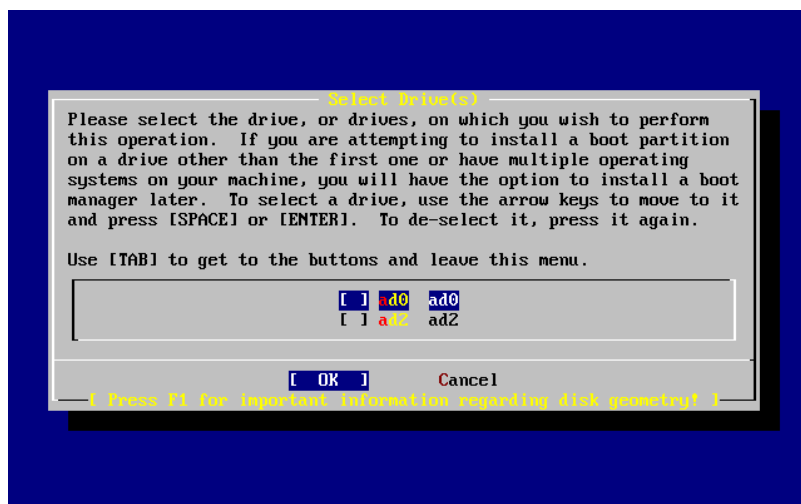 Select Drive(s)
Please select the drive, or drives, on which you wish to perform
this operation.  If you are attempting to install a boot partition
on a drive other than the first one or have multiple operating
systems on your machine, you will have the option to install a boot
manager later.  To select a drive, use the arrow keys to move to it
and press [SPACE] or [ENTER].  To de-select it, press it again.
Use [TAB] to get to the buttons and leave this menu.
[ ] ad0  ad0
[ ] ad2  ad2
[  OK  ]  Cancel
[ Press F1 for important information regarding disk geometry! ]